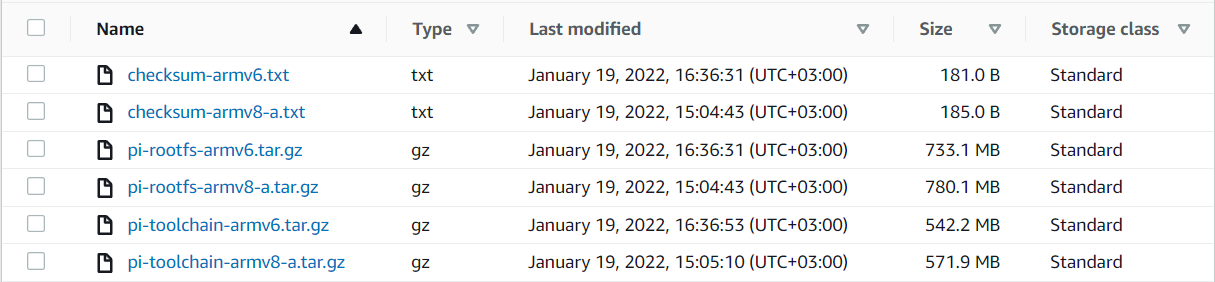 Name Type Last modified Size Storage class
checksum-armv6.txt txt January 19, 2022, 16:36:31 (UTC+03:00) 181.0 B Standard
checksum-armv8-a.txt txt January 19, 2022, 15:04:43 (UTC+03:00) 185.0 B Standard
pi-rootfs-armv6.tar.gz gz January 19, 2022, 16:36:31 (UTC+03:00) 733.1 MB Standard
pi-rootfs-armv8-a.tar.gz gz January 19, 2022, 15:04:43 (UTC+03:00) 780.1 MB Standard
pi-toolchain-armv6.tar.gz gz January 19, 2022, 16:36:53 (UTC+03:00) 542.2 MB Standard
pi-toolchain-armv8-a.tar.gz gz January 19, 2022, 15:05:10 (UTC+03:00) 571.9 MB Standard